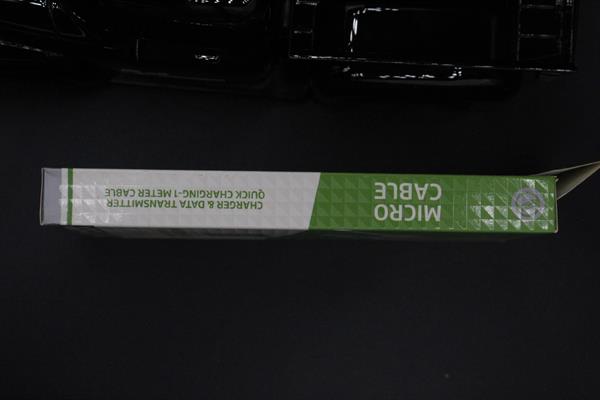 MICRO
CABLE
CHARGER & DATA TRANSMITTER
QUICK CHARGING-1 METER CABLE